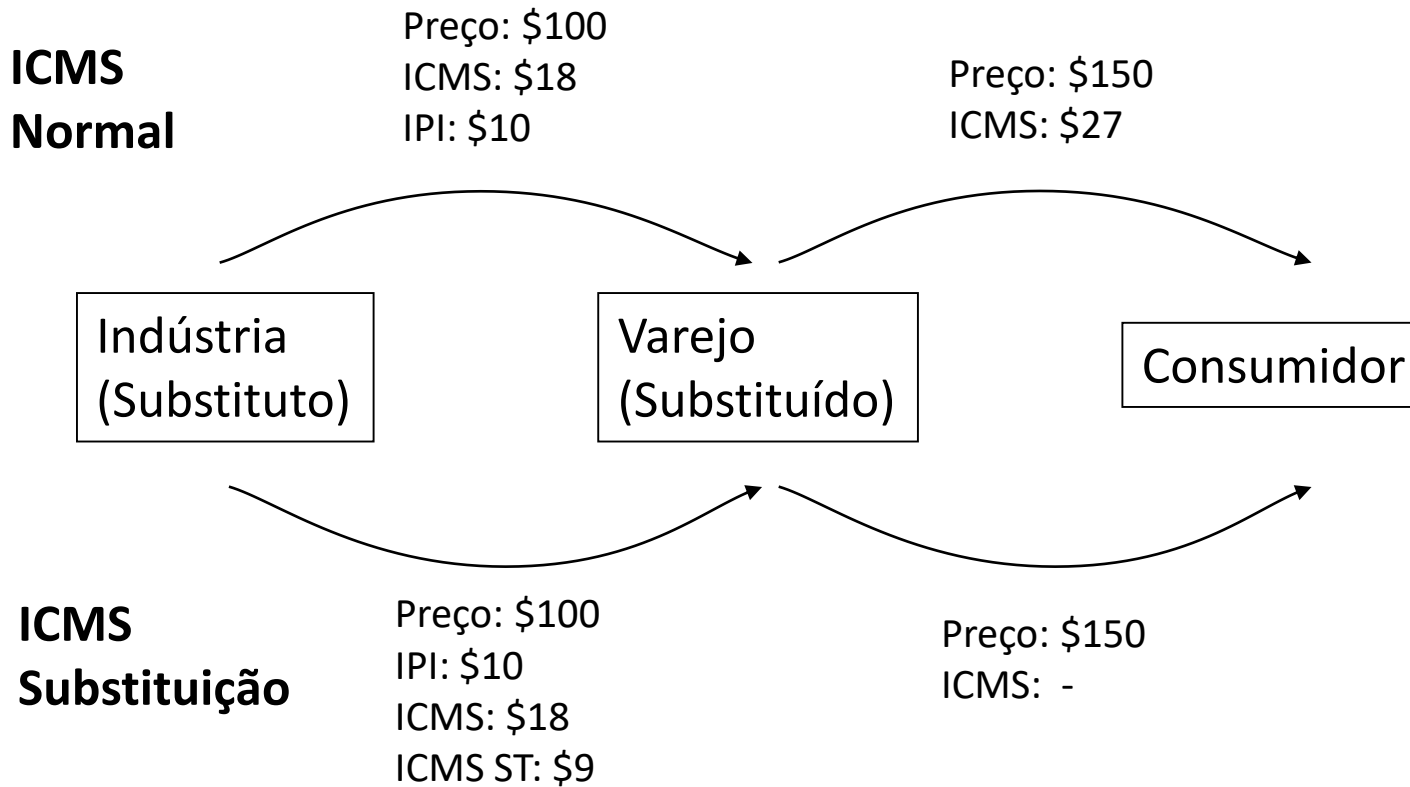 ICMS
Normal
Preço: $100
ICMS: $18
IPI: $10
Preço: $150
ICMS: $27
Indústria
(Substituto)
Varejo
(Substituído)
Consumidor
ICMS
Substituição
Preço: $100
IPI: $10
ICMS: $18
ICMS ST: $9
Preço: $150
ICMS:  -